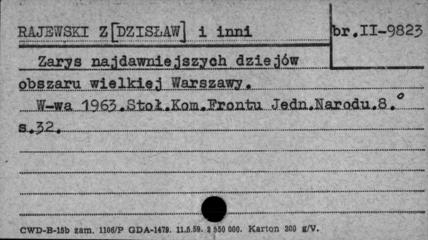 RAJEWSKI Z[DZISŁAW] i inni br.II-9823
Zarys najdawniejszych dziejów
obszaru wielkiej Warszawy.
W-wa 1963.Stoł.Kom.Frontu Jedn.Narodu.8.°
s.32.
CWD-B-15b zam. 1106/P GDA-1479. 11.5.59. 2 550 000. Karton 200 g/V.